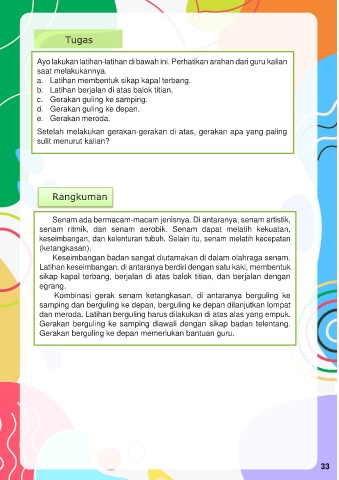 Tugas
Ayo lakukan latihan-latihan di bawah ini. Perhatikan arahan dari guru kalian
saat melakukannya.
a. Latihan membentuk sikap kapal terbang.
b. Latihan berjalan di atas balok titian.
c. Gerakan guling ke samping.
d. Gerakan guling ke depan.
e. Gerakan meroda.
Setelah melakukan gerakan-gerakan di atas, gerakan apa yang paling
sulit menurut kalian?
Rangkuman
Senam ada bermacam-macam jenisnya. Di antaranya, senam artistik,
senam ritmik, dan senam aerobik. Senam dapat melatih kekuatan,
keseimbangan, dan kelenturan tubuh. Selain itu, senam melatih kecepatan
(ketangkasan).
Keseimbangan badan sangat diutamakan di dalam olahraga senam.
Latihan keseimbangan, di antaranya berdiri dengan satu kaki, membentuk
sikap kapal terbang, berjalan di atas balok titian, dan berjalan dengan
egrang.
Kombinasi gerak senam ketangkasan, di antaranya berguling ke
samping dan berguling ke depan, berguling ke depan dilanjutkan lompat
dan meroda. Latihan berguling harus dilakukan di atas alas yang empuk.
Gerakan berguling ke samping diawali dengan sikap badan telentang.
Gerakan berguling ke depan memerlukan bantuan guru.
33